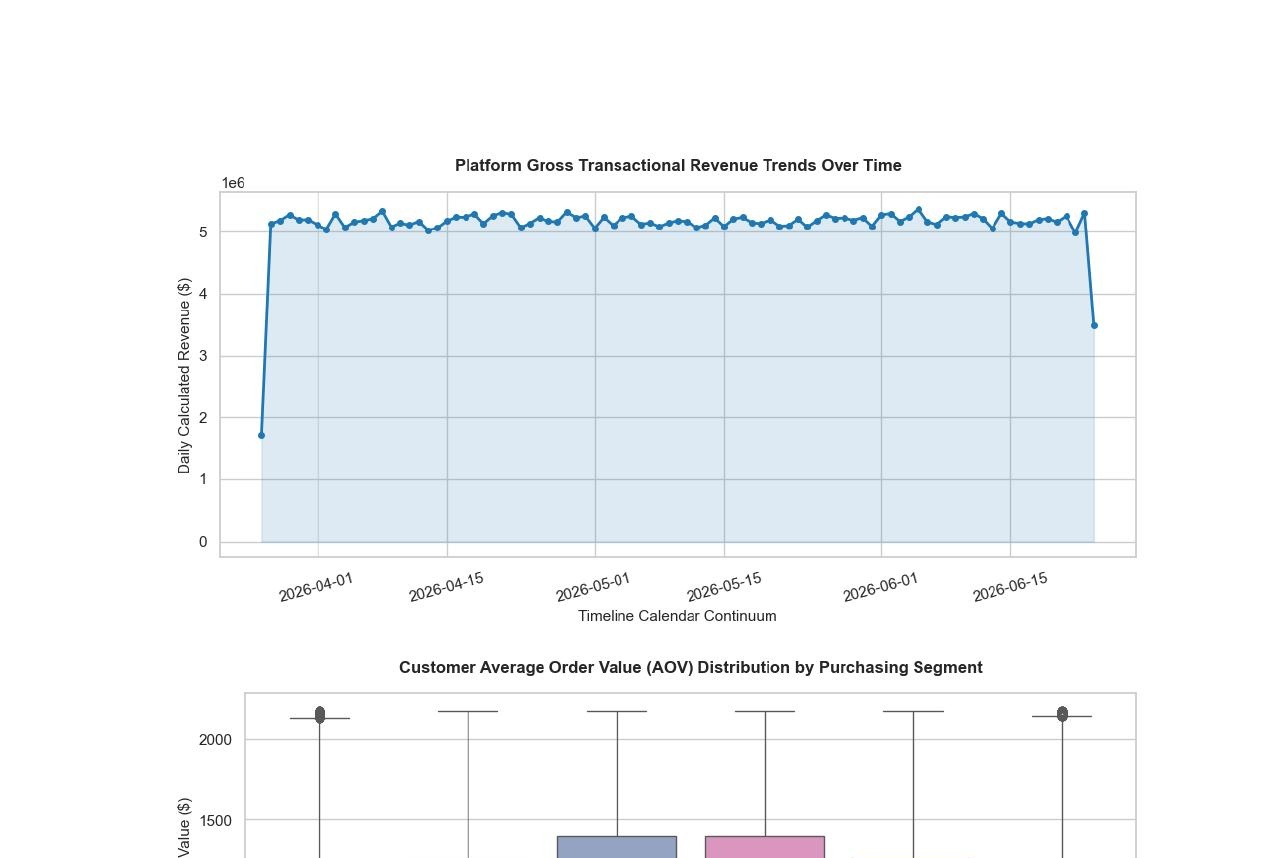 Platform Gross Transactional Revenue Trends Over Time
1e6
5
4
3
2
1
0
Daily Calculated Revenue ($)
2026-04-01
2026-04-15
2026-05-01
2026-05-15
2026-06-01
2026-06-15
Timeline Calendar Continuum
Customer Average Order Value (AOV) Distribution by Purchasing Segment
2000
1500
Value ($)